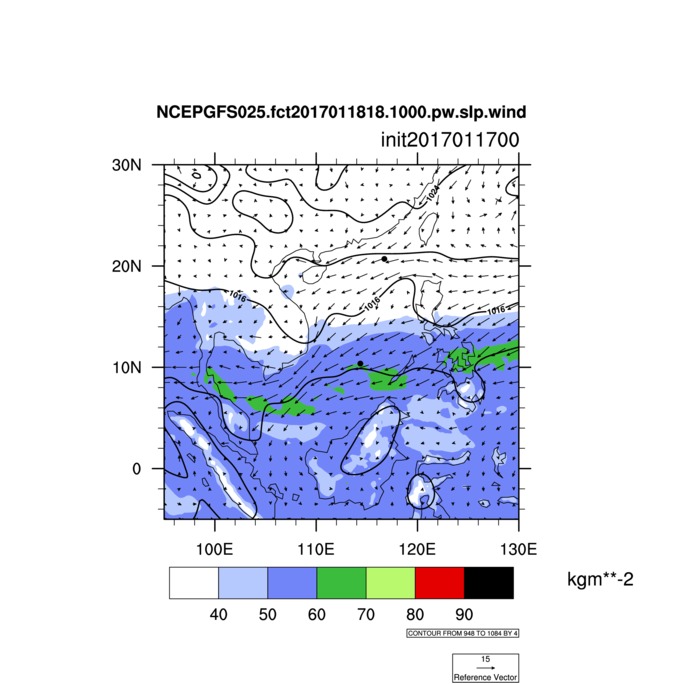 NCEPGFS025.fct2017011818.1000.pw.slp.wind
init2017011700
30N
1024
20N
1016
1016
1016
10N
0
100E
110E
120E
130E
kgm**-2
40
50
60
70
80
90
CONTOUR FROM 948 TO 1084 BY 4
15
Reference Vector